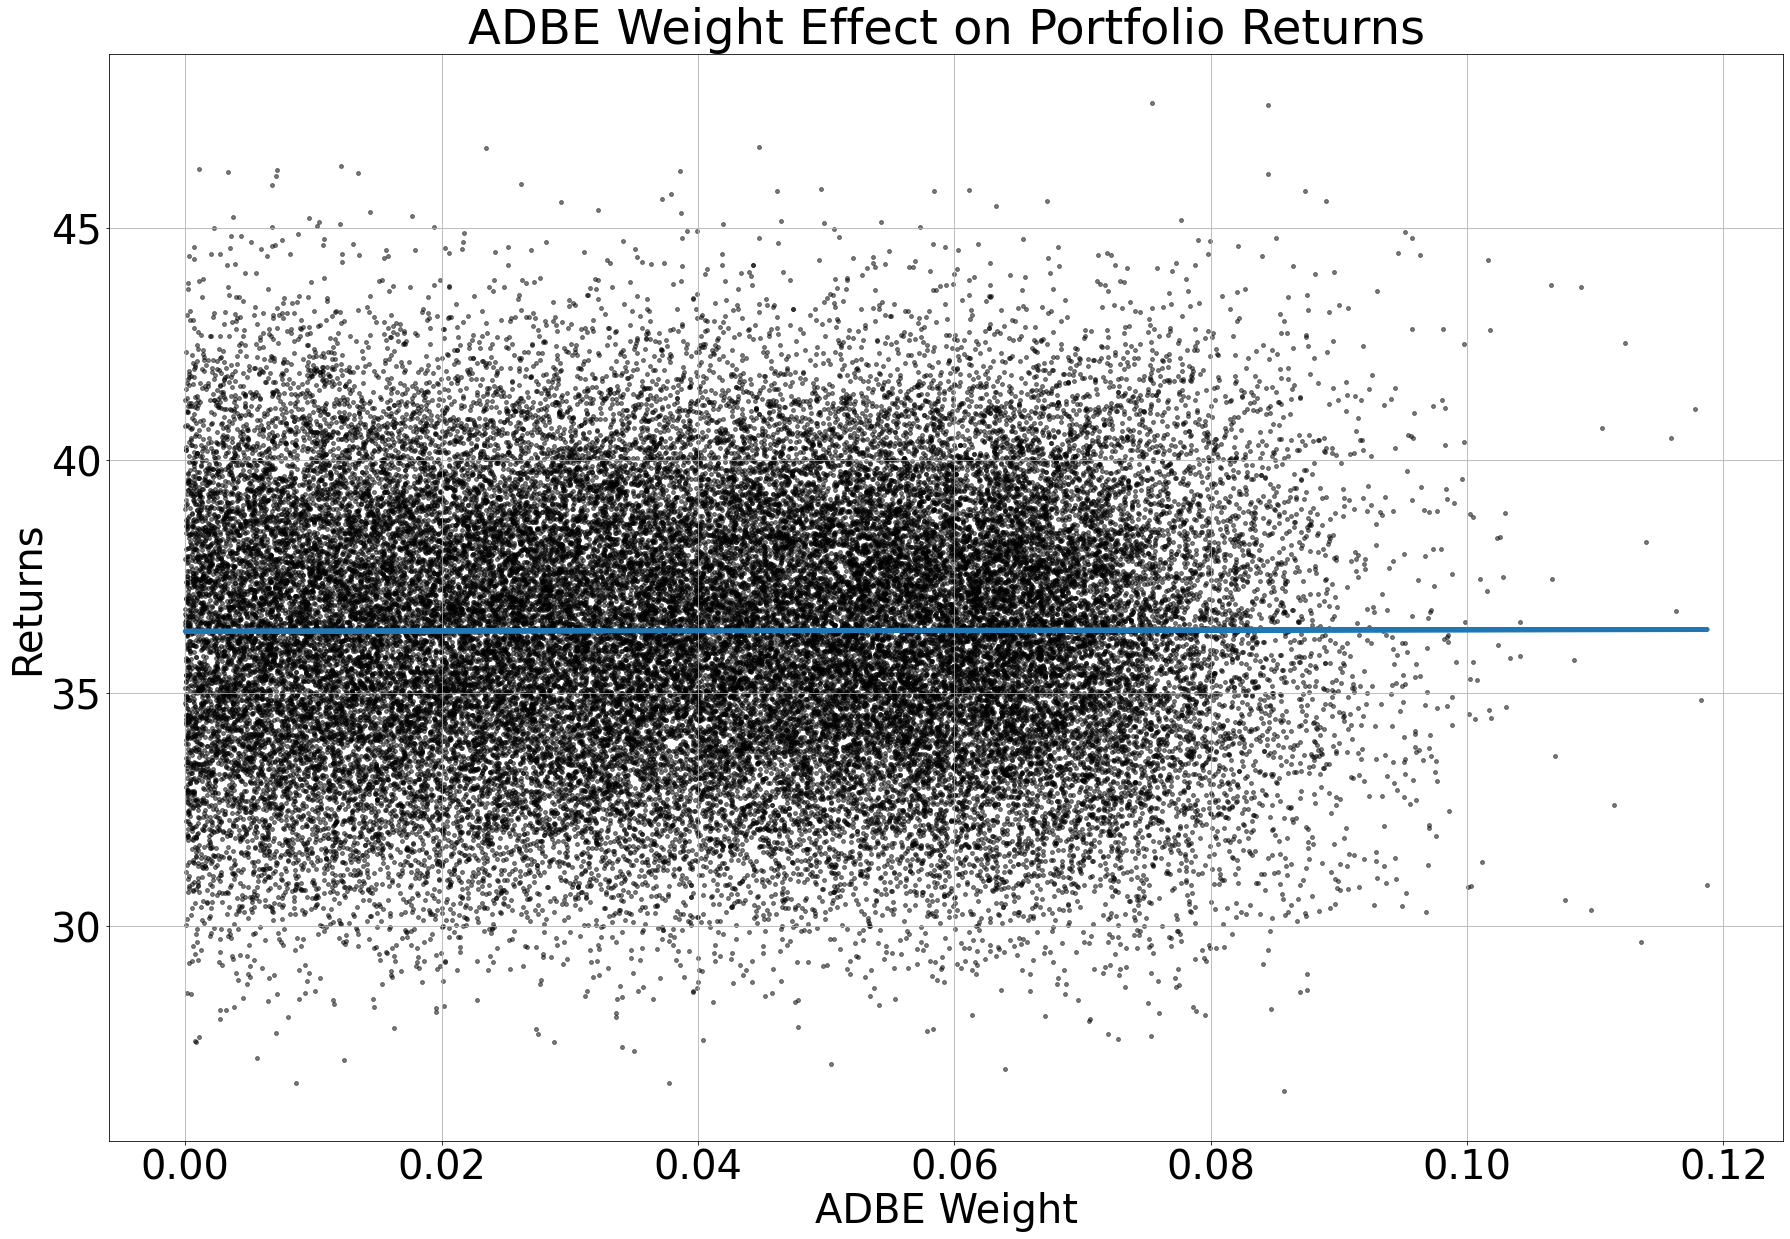 ADBE Weight Effect on Portfolio Returns
Returns
45
40
35
30
0.00 0.02 0.04 0.06 0.08 0.10 0.12
ADBE Weight